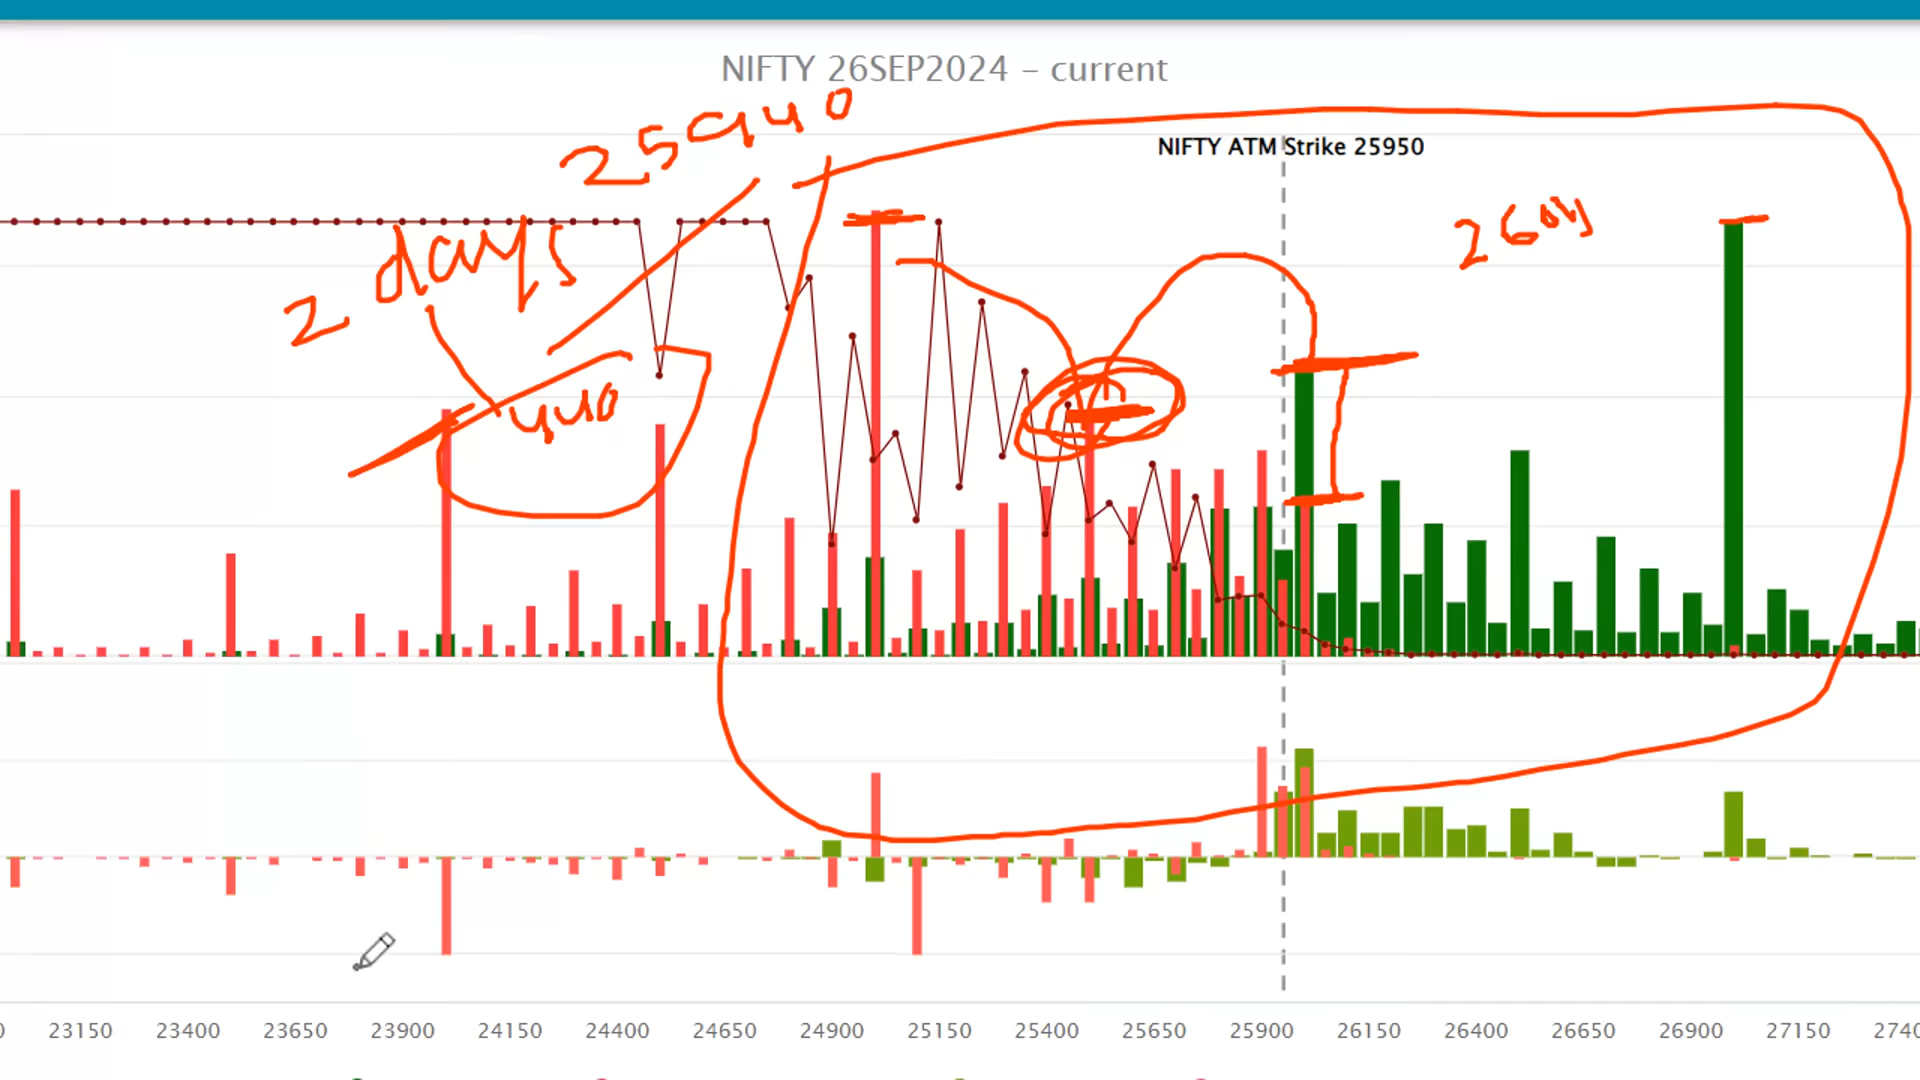 NIFTY 26SEP2024 – current
25940
NIFTY ATM Strike 25950
2 days
440
23150 23400 23650 23900 24150 24400 24650 24900 25150 25400 25650 25900 26150 26400 26650 26900 27150